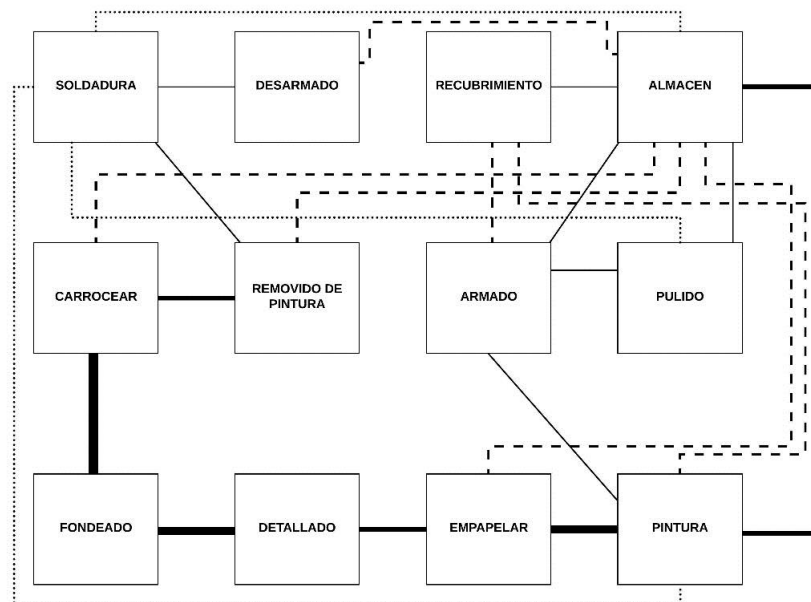 SOLDADURA
DESARMADO
RECUBRIMIENTO
ALMACEN
CARROCEAR
REMOVIDO DE
PINTURA
ARMADO
PULIDO
FONDEADO
DETALLADO
EMPAPELAR
PINTURA